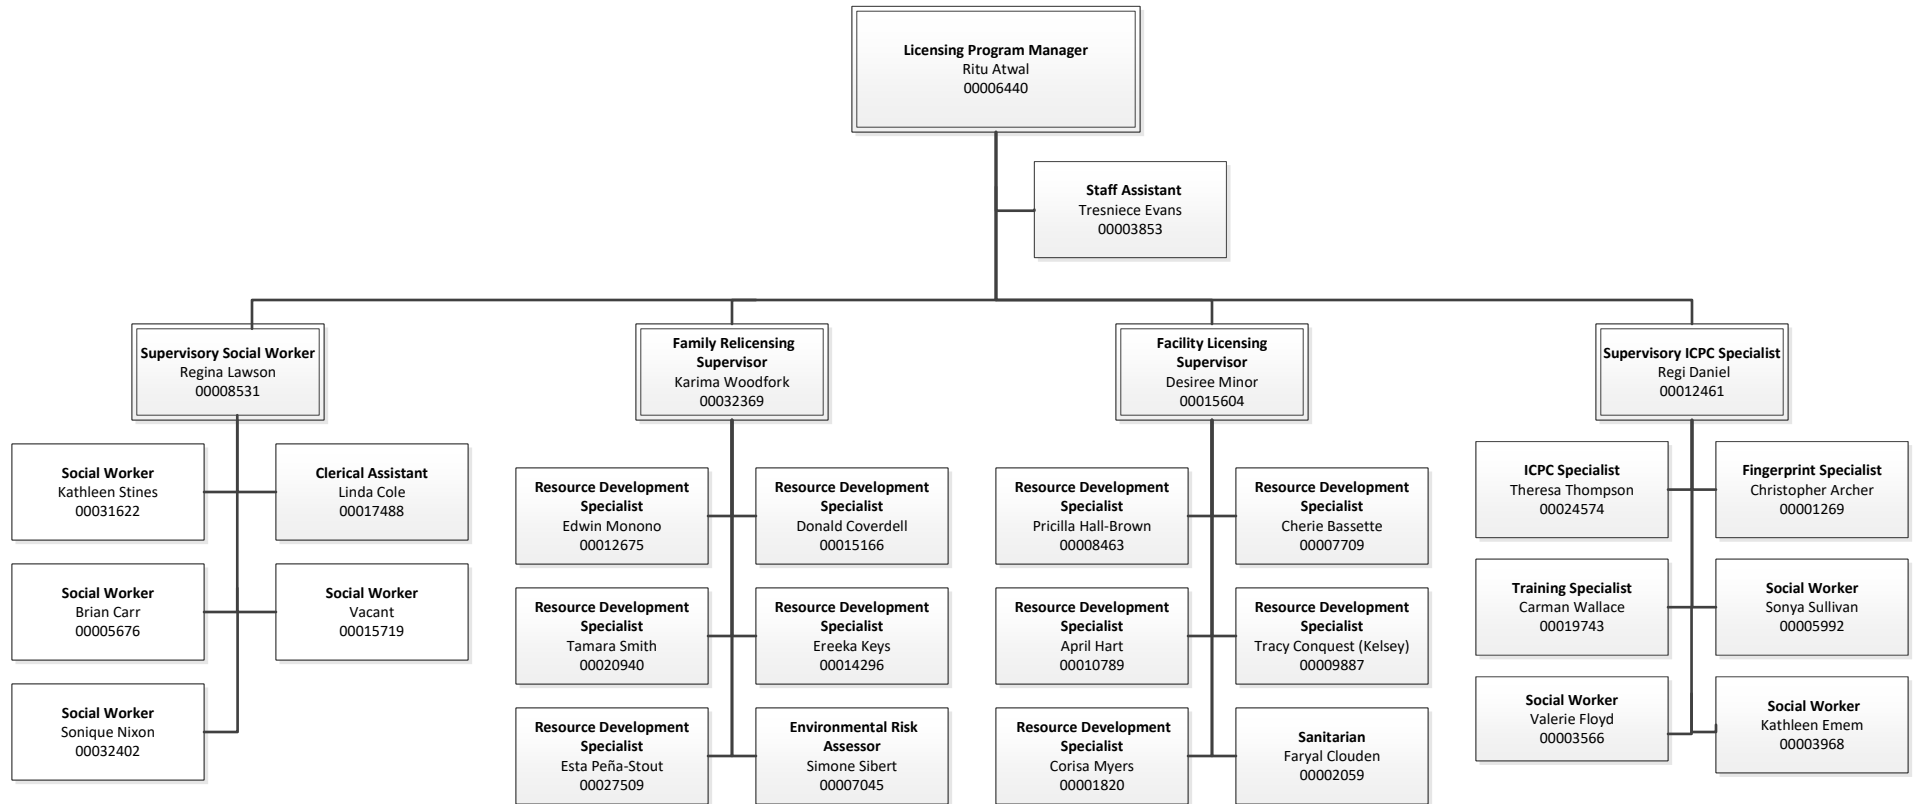 Licensing Program Manager
Ritu Atwal
00006440
Staff Assistant
Tresniece Evans
00003853
Supervisory Social Worker
Regina Lawson
00008531
Family Relicensing
Supervisor
Karima Woodfork
00032369
Facility Licensing
Supervisor
Desiree Minor
00015604
Supervisory ICPC Specialist
Regi Daniel
00012461
Social Worker
Kathleen Stines
00031622
Clerical Assistant
Linda Cole
00017488
Social Worker
Brian Carr
00005676
Social Worker
Vacant
00015719
Social Worker
Sonique Nixon
00032402
Resource Development
Specialist
Edwin Monono
00012675
Resource Development
Specialist
Donald Coverdell
00015166
Resource Development
Specialist
Tamara Smith
00020940
Resource Development
Specialist
Ereeka Keys
00014296
Resource Development
Specialist
Esta Peña-Stout
00027509
Environmental Risk
Assessor
Simone Sibert
00007045
Resource Development
Specialist
Pricilla Hall-Brown
00008463
Resource Development
Specialist
Cherie Bassette
00007709
Resource Development
Specialist
April Hart
00010789
Resource Development
Specialist
Tracy Conquest (Kelsey)
00009887
Resource Development
Specialist
Corisa Myers
00001820
Sanitarian
Faryal Clouden
00002059
ICPC Specialist
Theresa Thompson
00024574
Fingerprint Specialist
Christopher Archer
00001269
Training Specialist
Carman Wallace
00019743
Social Worker
Sonya Sullivan
00005992
Social Worker
Valerie Floyd
00003566
Social Worker
Kathleen Emem
00003968